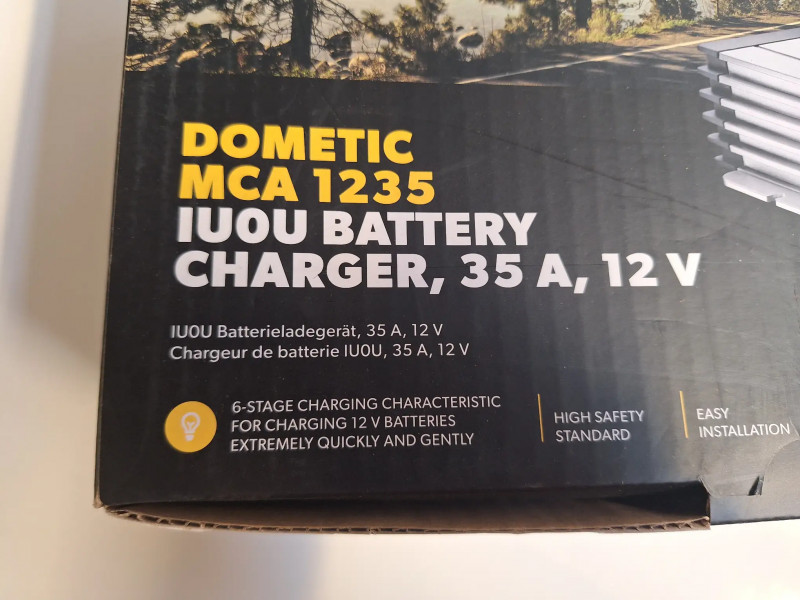 DOMETIC
MCA 1235
IU0U BATTERY
CHARGER, 35 A, 12 V
IU0U Batterieladegerät, 35 A, 12 V
Chargeur de batterie IU0U, 35 A, 12 V
6-STAGE CHARGING CHARACTERISTIC
FOR CHARGING 12 V BATTERIES
EXTREMELY QUICKLY AND GENTLY
HIGH SAFETY
STANDARD
EASY
INSTALLATION